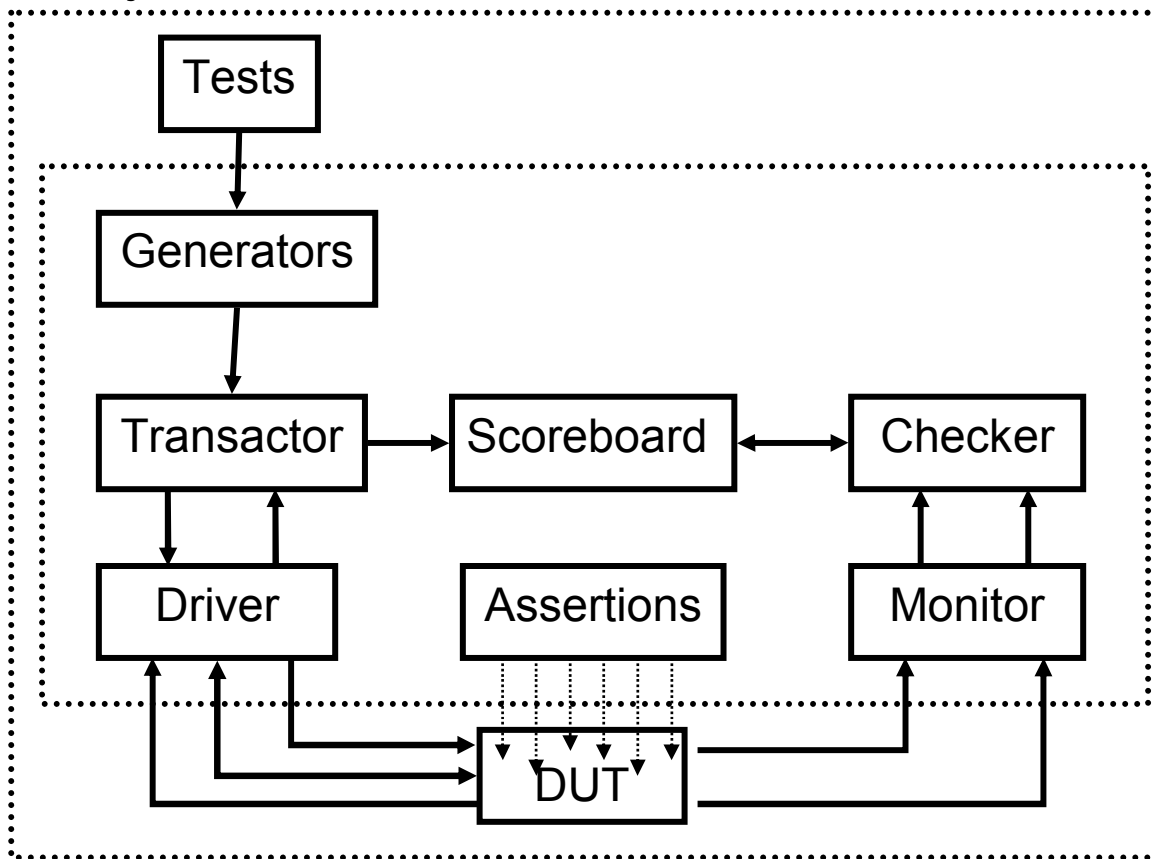 Tests
Generators
Transactor
Scoreboard
Checker
Driver
Assertions
Monitor
DUT